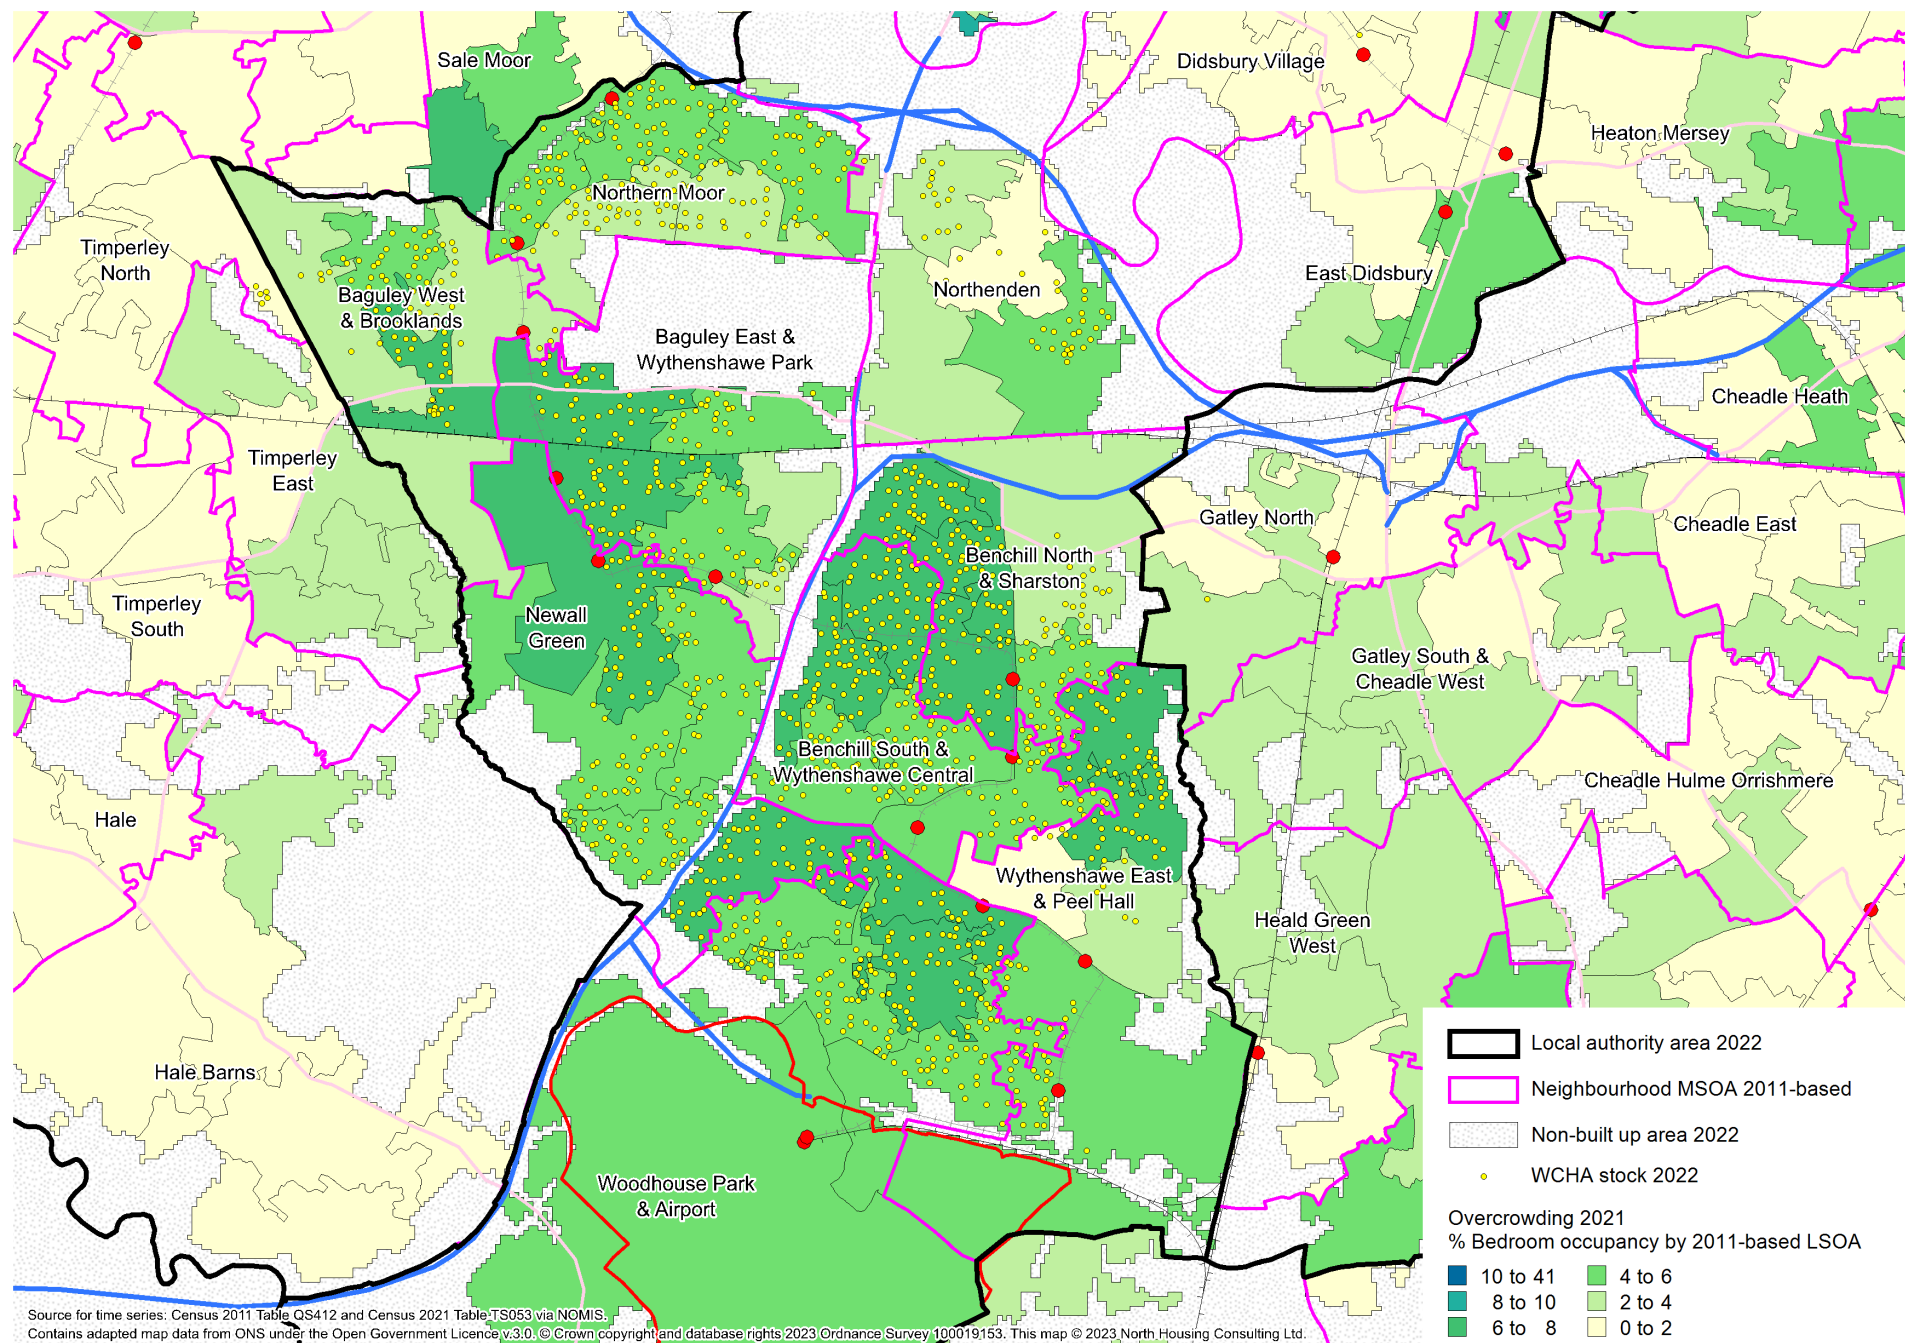 Sale Moor
Didsbury Village
Heaton Mersey
Northern Moor
Timperley
North
Baguley West
& Brooklands
Northenden
East Didsbury
Baguley East &
Wythenshawe Park
Cheadle Heath
Timperley
East
Gatley North
Cheadle East
Benchill North
& Sharston
Timperley
South
Newall
Green
Gatley South &
Cheadle West
Benchill South &
Wythenshawe Central
Cheadle Hulme Orrishmere
Hale
Wythenshawe East
& Peel Hall
Heald Green
West
Hale Barns
Woodhouse Park
& Airport
Local authority area 2022
Neighbourhood MSOA 2011-based
Non-built up area 2022
WCHA stock 2022
Overcrowding 2021
% Bedroom occupancy by 2011-based LSOA
10 to 41 4 to 6
8 to 10 2 to 4
6 to 8 0 to 2
Source for time series: Census 2011 Table QS412 and Census 2021 Table TS053 via NOMIS.
Contains adapted map data from ONS under the Open Government Licence v.3.0. © Crown copyright and database rights 2023 Ordnance Survey 100019153. This map © 2023 North Housing Consulting Ltd.